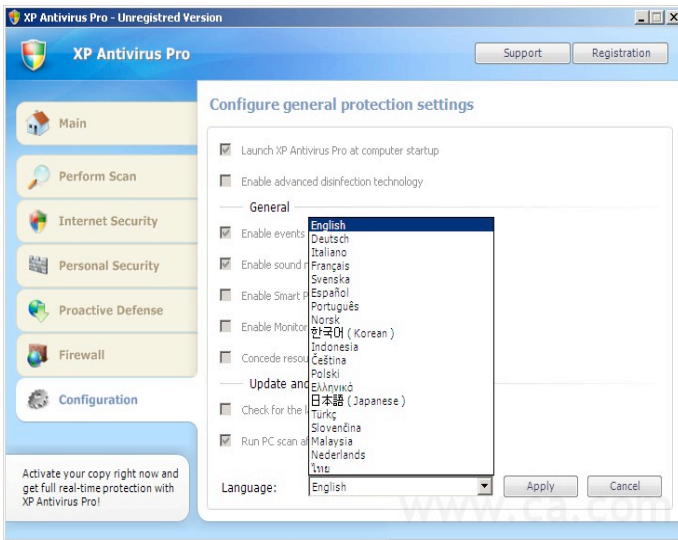 XP Antivirus Pro - Unregistred Version
XP Antivirus Pro
Support
Registration
Main
Perform Scan
Internet Security
Personal Security
Proactive Defense
Firewall
Configuration
Activate your copy right now and
get full real-time protection with
XP Antivirus Pro!
Configure general protection settings
Launch XP Antivirus Pro at computer startup
Enable advanced disinfection technology
General
Enable events
Enable sound
Enable Smart
Enable Monitor
Concede
Update and
Check for the
Run PC scan
English
Deutsch
Italiano
Français
Svenska
Español
Português
Norsk
한국어 ( Korean )
Indonesia
Čeština
Polski
Ελληνικά
日本語 ( Japanese )
Türkç
Slovenčina
Malaysia
Nederlands
ไทย
Language:
English
Apply
Cancel
www.ca.com